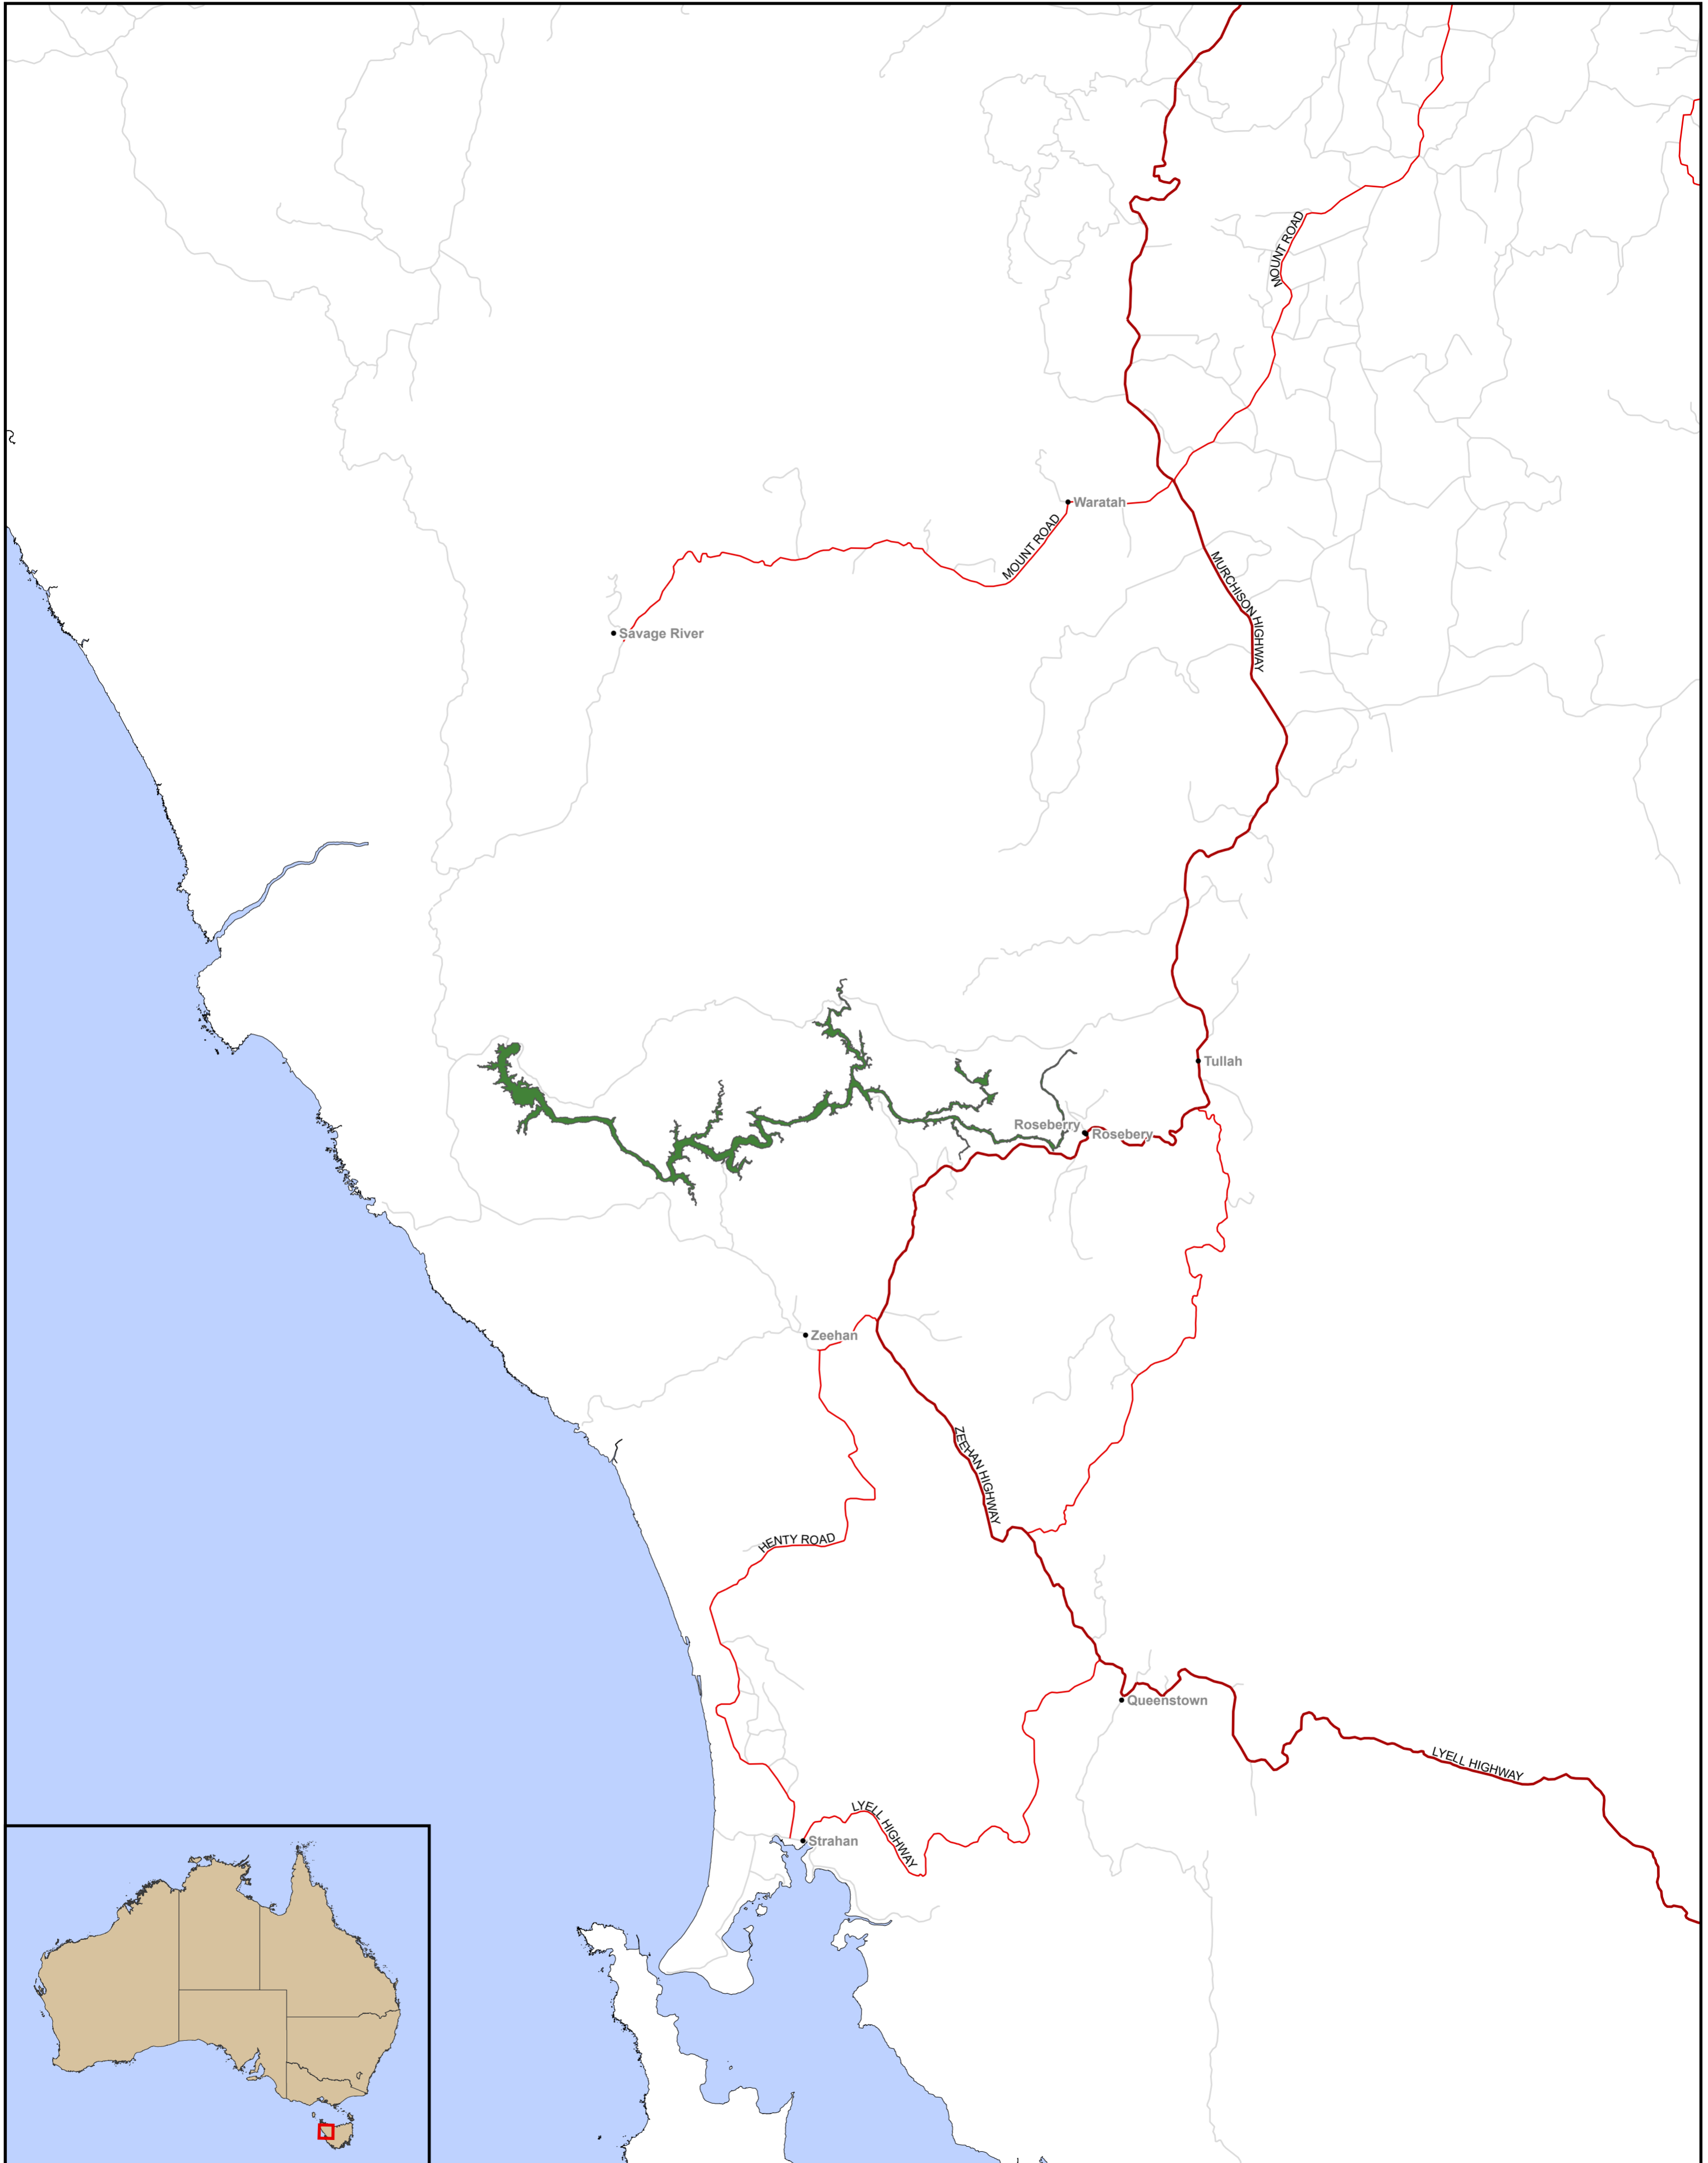 MOUNT ROAD
Waratah
MOUNT ROAD
MURCHISON HIGHWAY
Savage River
Tullah
Roseberry
Rosebery
Zeehan
ZEEHAN HIGHWAY
HENTY ROAD
Queenstown
LYELL HIGHWAY
LYELL HIGHWAY
Strahan